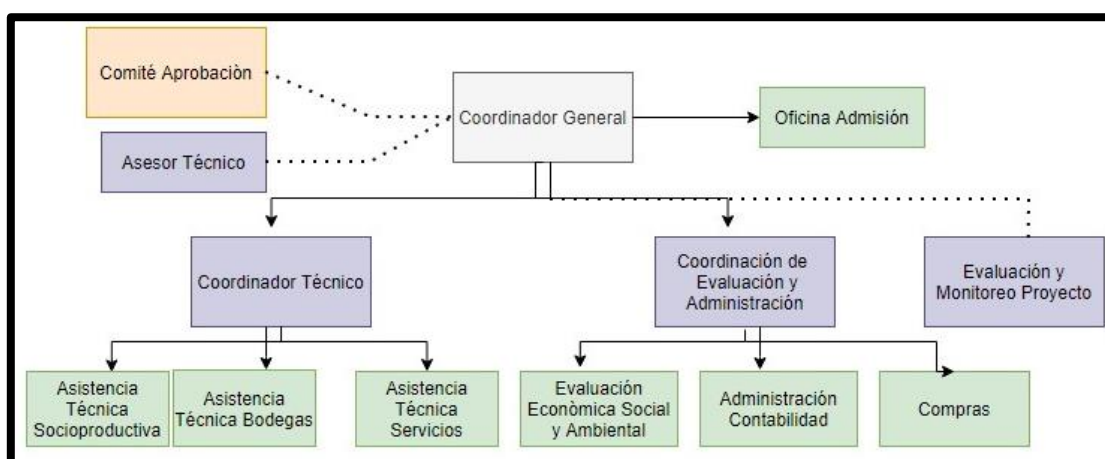 Comité Aprobaciòn
Coordinador General
Oficina Admisión
Asesor Técnico
Coordinador Técnico
Coordinación de
Evaluación y
Administración
Evaluación y
Monitoreo Proyecto
Asistencia
Técnica
Socioproductiva
Asistencia
Técnica Bodegas
Asistencia
Técnica
Servicios
Evaluación
Econòmica Social
y Ambiental
Administración
Contabilidad
Compras